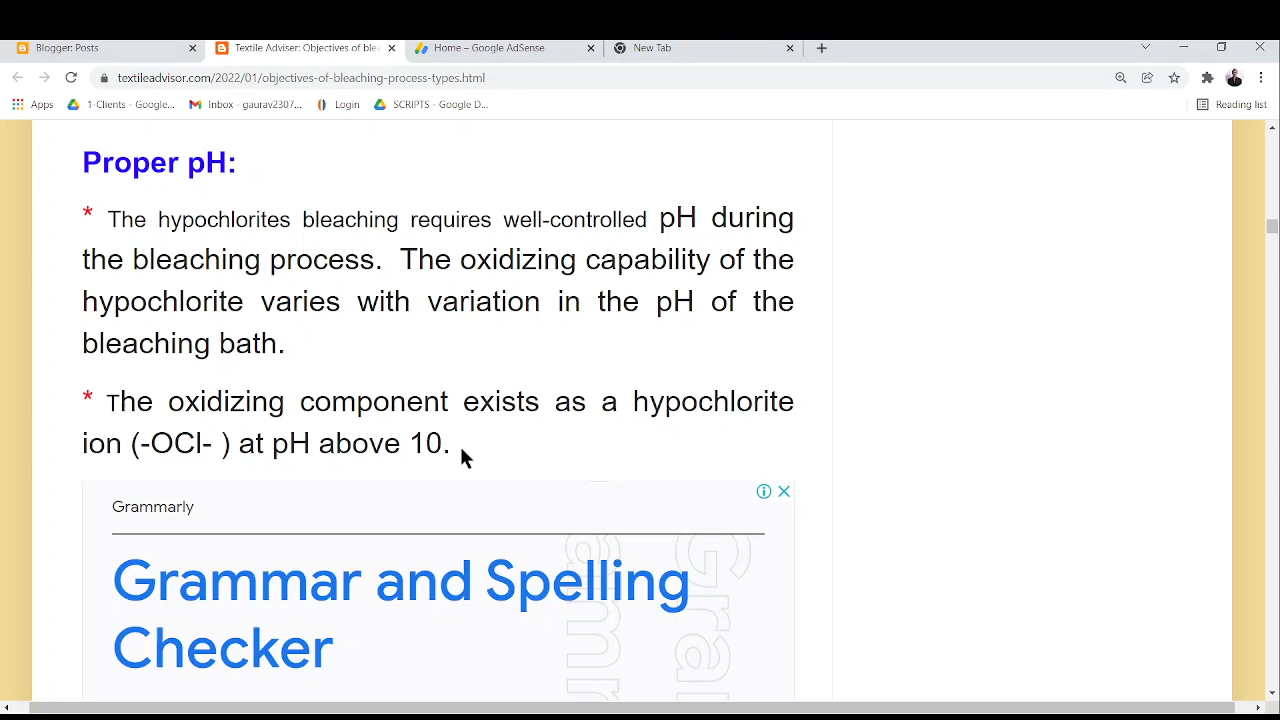 Blogger: Posts
Textile Adviser: Objectives of ble
Home – Google AdSense
New Tab
textileadvisor.com/2022/01/objectives-of-bleaching-process-types.html
Apps
1-Clients - Google...
Inbox - gaurav2307...
Login
SCRIPTS - Google D...
Reading list
Proper pH:
* The hypochlorites bleaching requires well-controlled pH during
the bleaching process. The oxidizing capability of the
hypochlorite varies with variation in the pH of the
bleaching bath.
* The oxidizing component exists as a hypochlorite
ion (-OCl- ) at pH above 10.
Grammarly
Grammar and Spelling
Checker